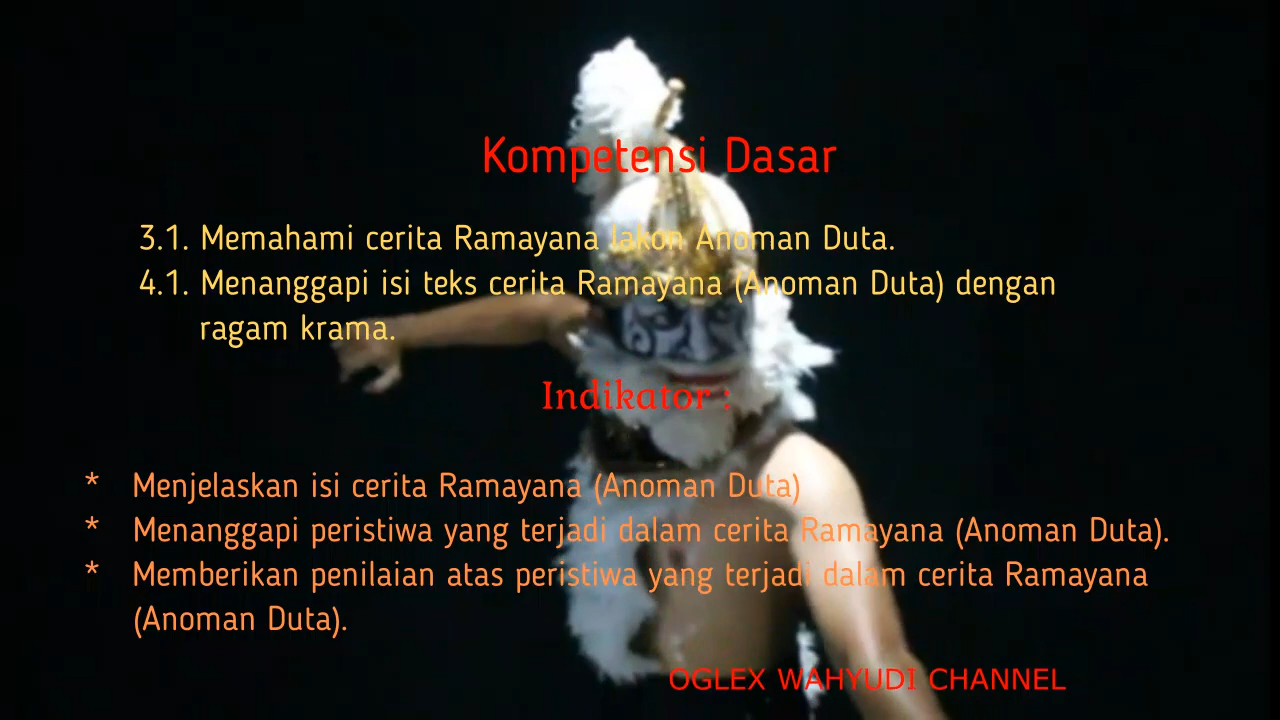 Kompetensi Dasar
3.1. Memahami cerita Ramayana lakon Anoman Duta.
4.1. Menanggapi isi teks cerita Ramayana (Anoman Duta) dengan
ragam krama.
Indikator :
* Menjelaskan isi cerita Ramayana (Anoman Duta)
* Menanggapi peristiwa yang terjadi dalam cerita Ramayana (Anoman Duta).
* Memberikan penilaian atas peristiwa yang terjadi dalam cerita Ramayana
(Anoman Duta).
OGLEX WAHYUDI CHANNEL